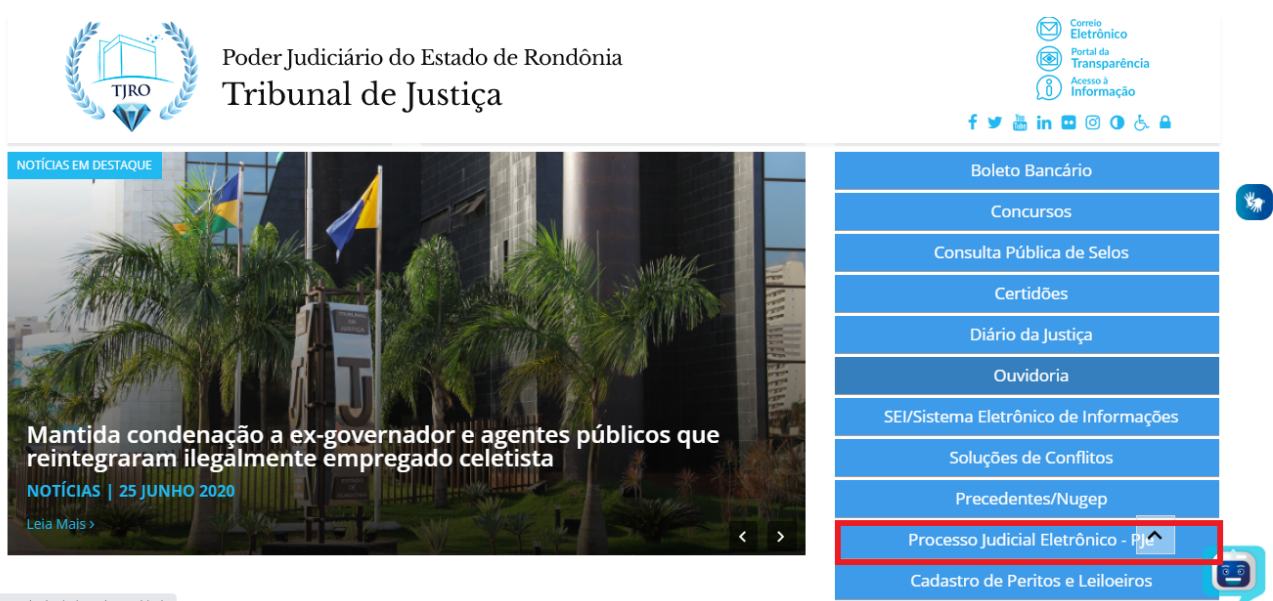 TJRO
Poder Judiciário do Estado de Rondônia
Tribunal de Justiça
Correio
Eletrônico
Portal da
Transparência
Acesso à
Informação
NOTÍCIAS EM DESTAQUE
Mantida condenação a ex-governador e agentes públicos que
reintegraram ilegalmente empregado celetista
NOTÍCIAS | 25 JUNHO 2020
Leia Mais >
Boleto Bancário
Concursos
Consulta Pública de Selos
Certidões
Diário da Justiça
Ouvidoria
SEI/Sistema Eletrônico de Informações
Soluções de Conflitos
Precedentes/Nugep
Processo Judicial Eletrônico - PJe
Cadastro de Peritos e Leiloeiros